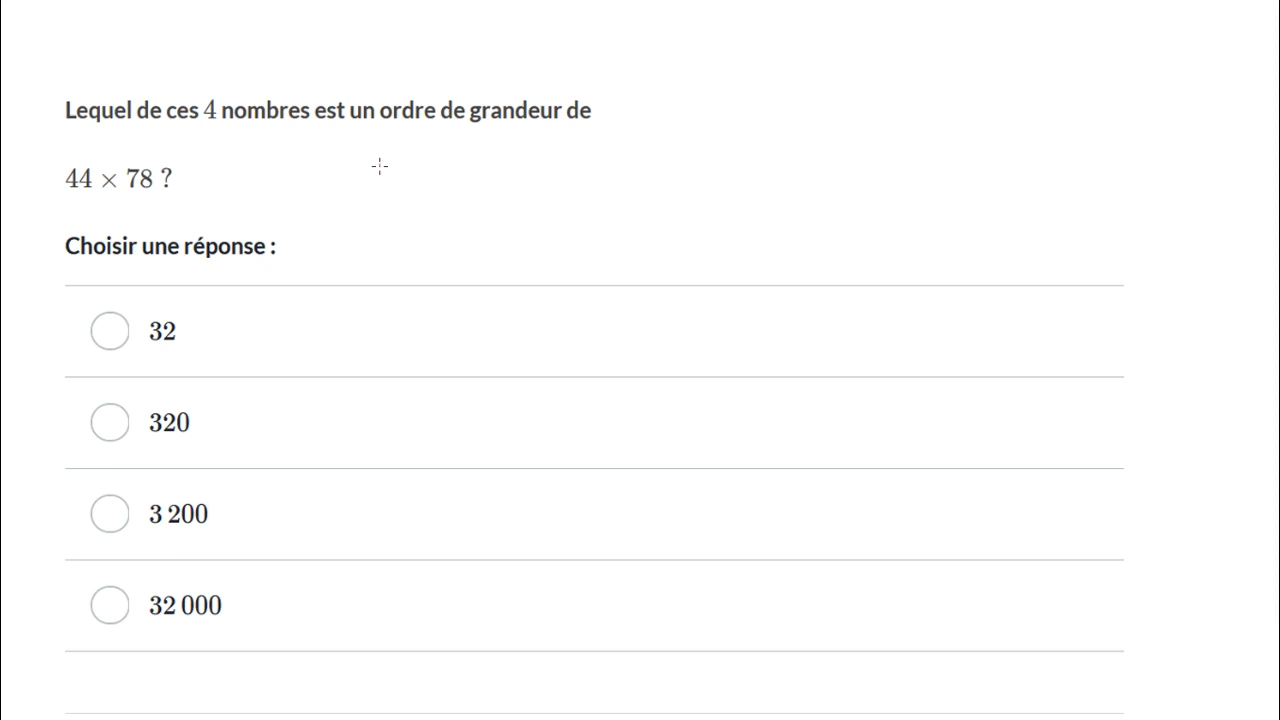 Lequel de ces 4 nombres est un ordre de grandeur de
44 × 78 ?
Choisir une réponse :
32
320
3 200
32 000